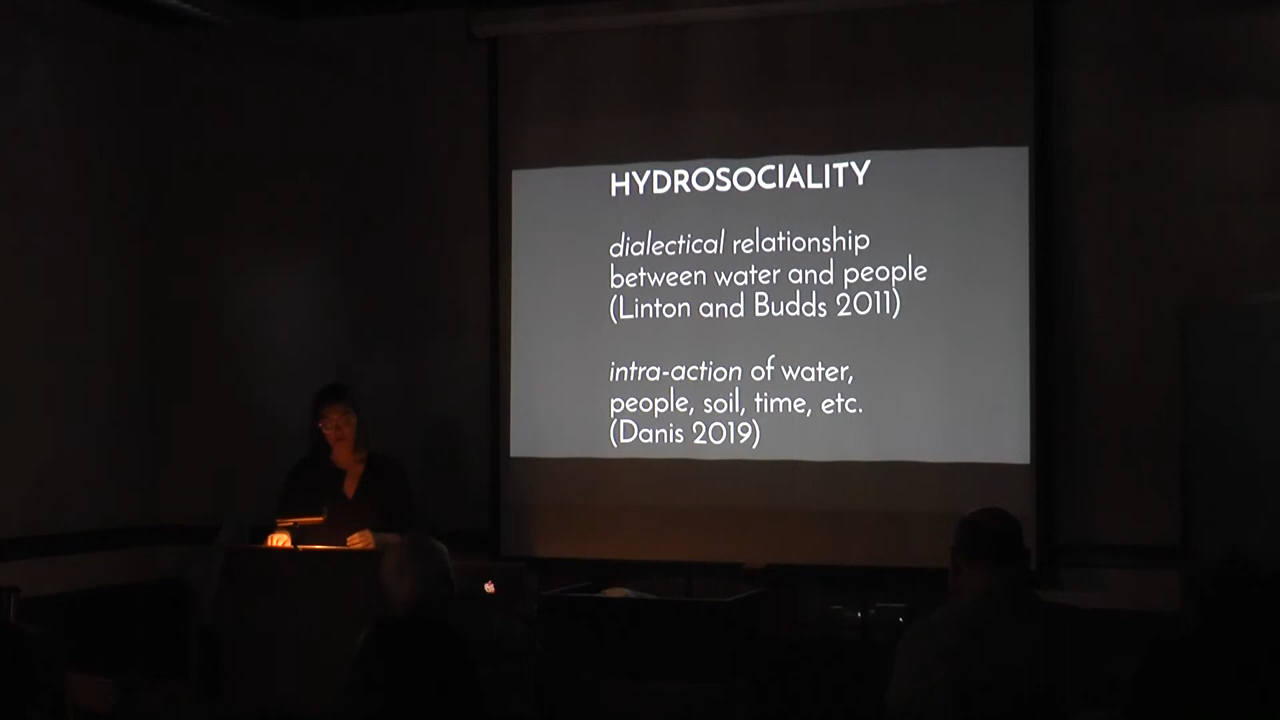 HYDROSOCIALITY
dialectical relationship
between water and people
(Linton and Budds 2011)
intra-action of water,
people, soil, time, etc.
(Danis 2019)